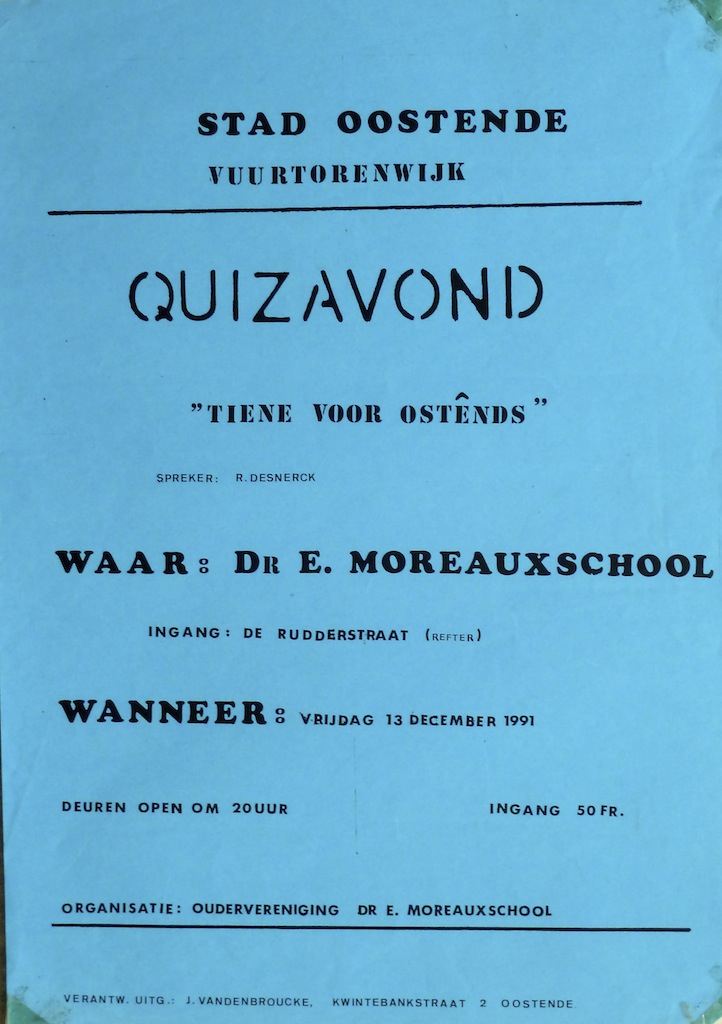 STAD OOSTENDE
VUURTORENWIJK
QUIZAVOND
"TIENE VOOR OSTÊNDS"
SPREKER: R. DESNERCK
WAAR: DR E. MOREAUXSCHOOL
INGANG: DE RUDDERSTRAAT (REFTER)
WANNEER: VRIJDAG 13 DECEMBER 1991
DEUREN OPEN OM 20UUR INGANG 50 FR.
ORGANISATIE: OUDERVERENIGING DR E. MOREAUXSCHOOL
VERANTW. UITG.: J. VANDENBROUCKE, KWINTEBANKSTRAAT 2 OOSTENDE